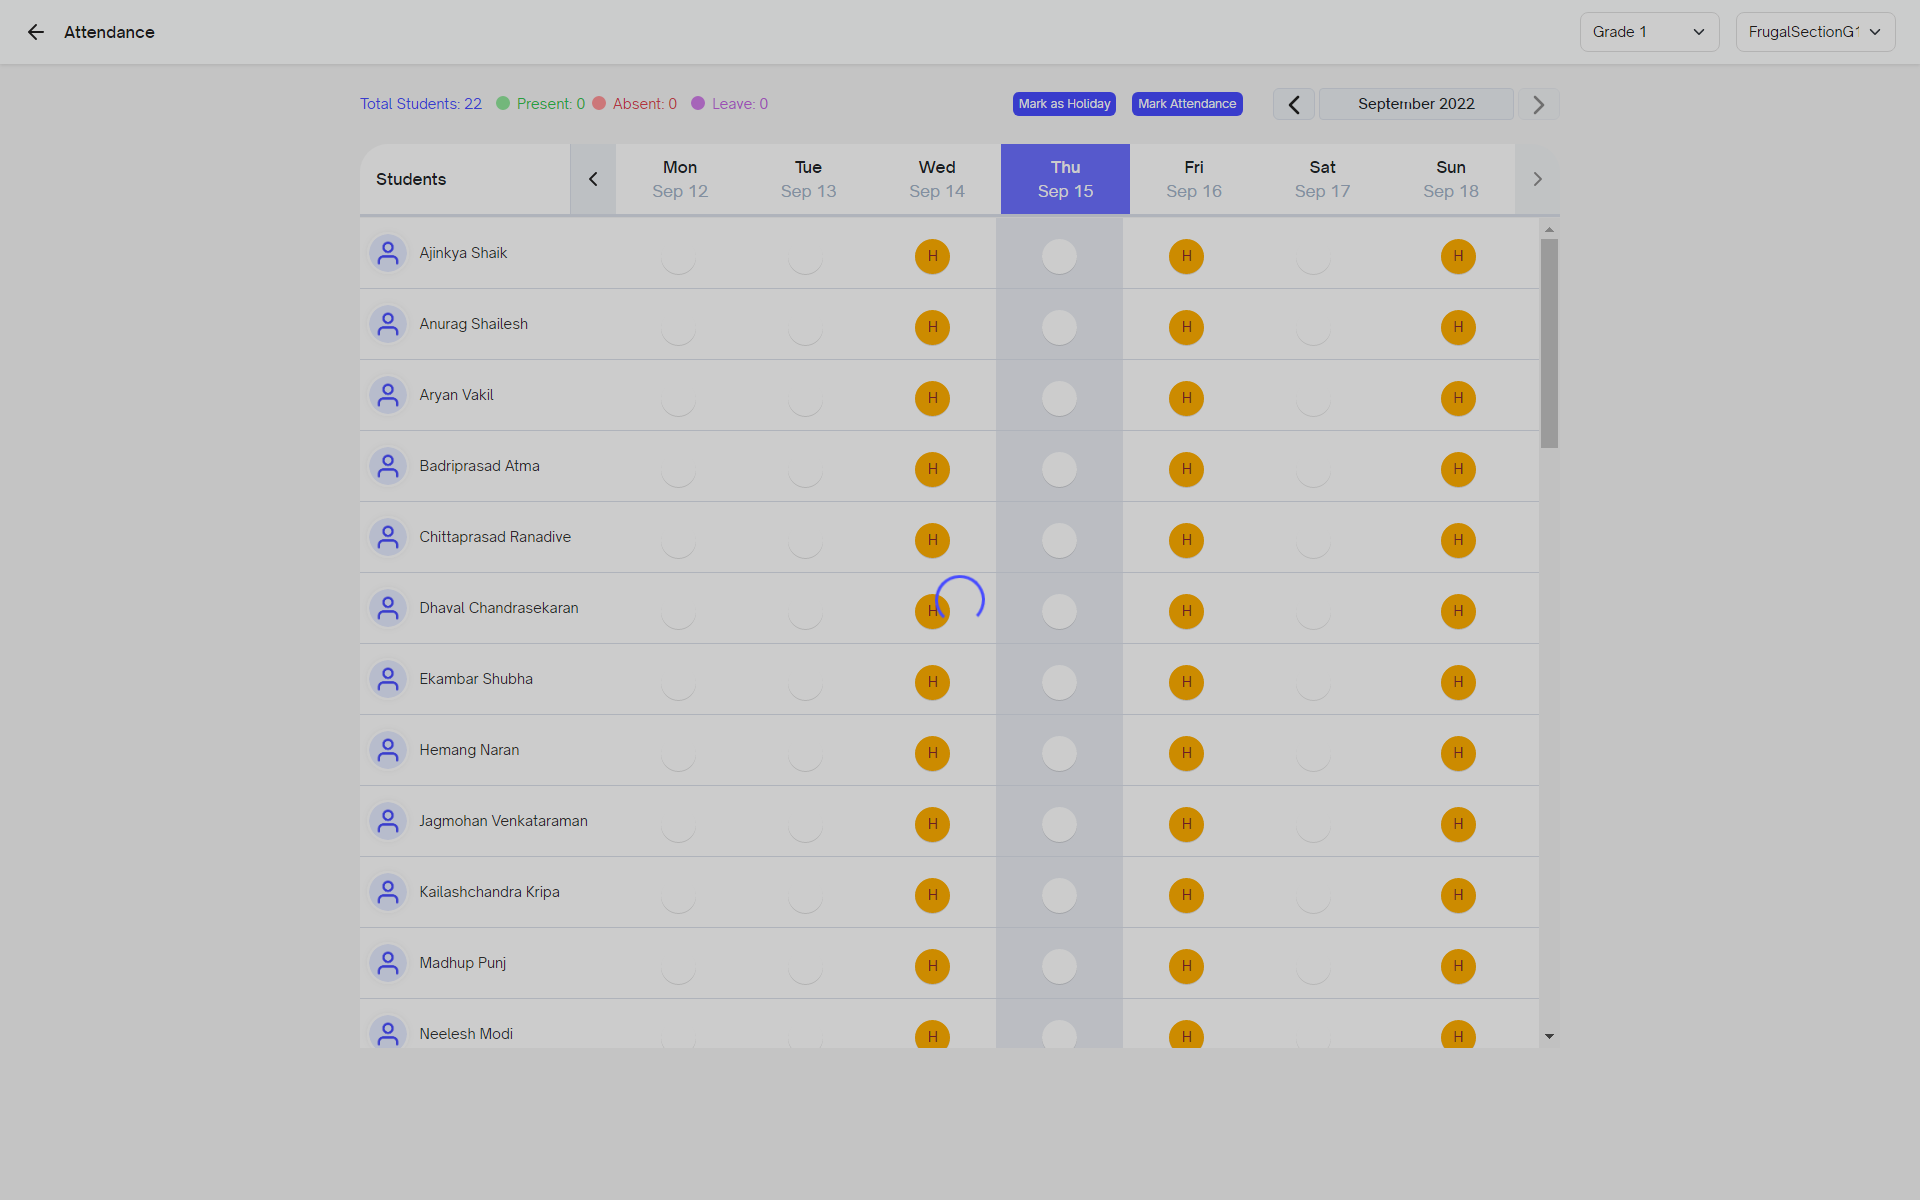 Attendance
Grade 1
FrugalSectionG1
Total Students: 22 Present: 0 Absent: 0 Leave: 0
Mark as Holiday
Mark Attendance
September 2022
Students
Mon Tue Wed Thu Fri Sat Sun
Sep 12 Sep 13 Sep 14 Sep 15 Sep 16 Sep 17 Sep 18
Ajinkya Shaik H H H
Anurag Shailesh H H H
Aryan Vakil H H H
Badriprasad Atma H H H
Chittaprasad Ranadive H H H
Dhaval Chandrasekaran H H H
Ekambar Shubha H H H
Hemang Naran H H H
Jagmohan Venkataraman H H H
Kailashchandra Kripa H H H
Madhup Punj H H H
Neelesh Modi H H H